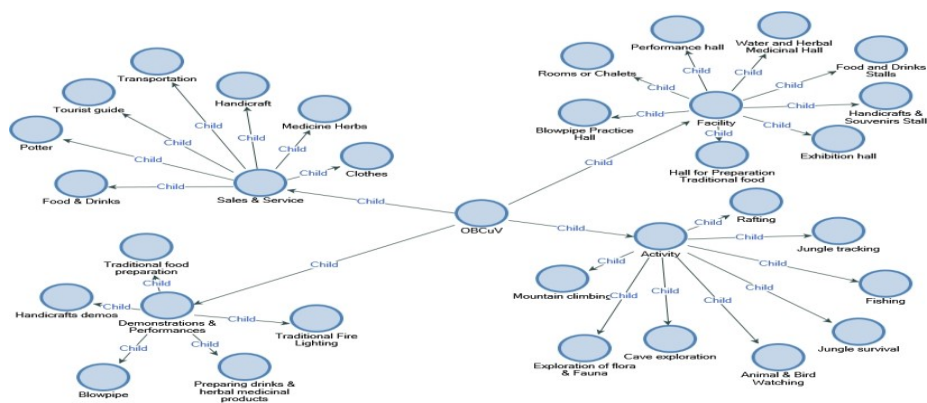 Performance hall
Water and Herbal
Medicinal Hall
Rooms or Chalets
Child
Child
Food and Drinks
Stalls
Child
Child
Transportation
Handicraft
Tourist guide
Child
Handicrafts &
Souvenirs Stall
Child
Blowpipe Practice
Hall
Facility
Child
Medicine Herbs
Child
Child
Exhibition hall
Potter
Child
Child
Child
Hall for Preparation
Traditional food
Child
Child
Clothes
Child
Food & Drinks
Child
Sales & Service
Child
OBCuV
Child
Rafting
Child
Child
Jungle tracking
Activity
Traditional food
preparation
Child
Child
Child
Mountain climbing
Child
Child
Child
Child
Fishing
Child
Handicrafts demos
Child
Demonstrations &
Performances
Child
Traditional Fire
Lighting
Child
Child
Jungle survival
Exploration of flora
& Fauna
Cave exploration
Animal & Bird
Watching
Blowpipe
Preparing drinks &
herbal medicinal
products